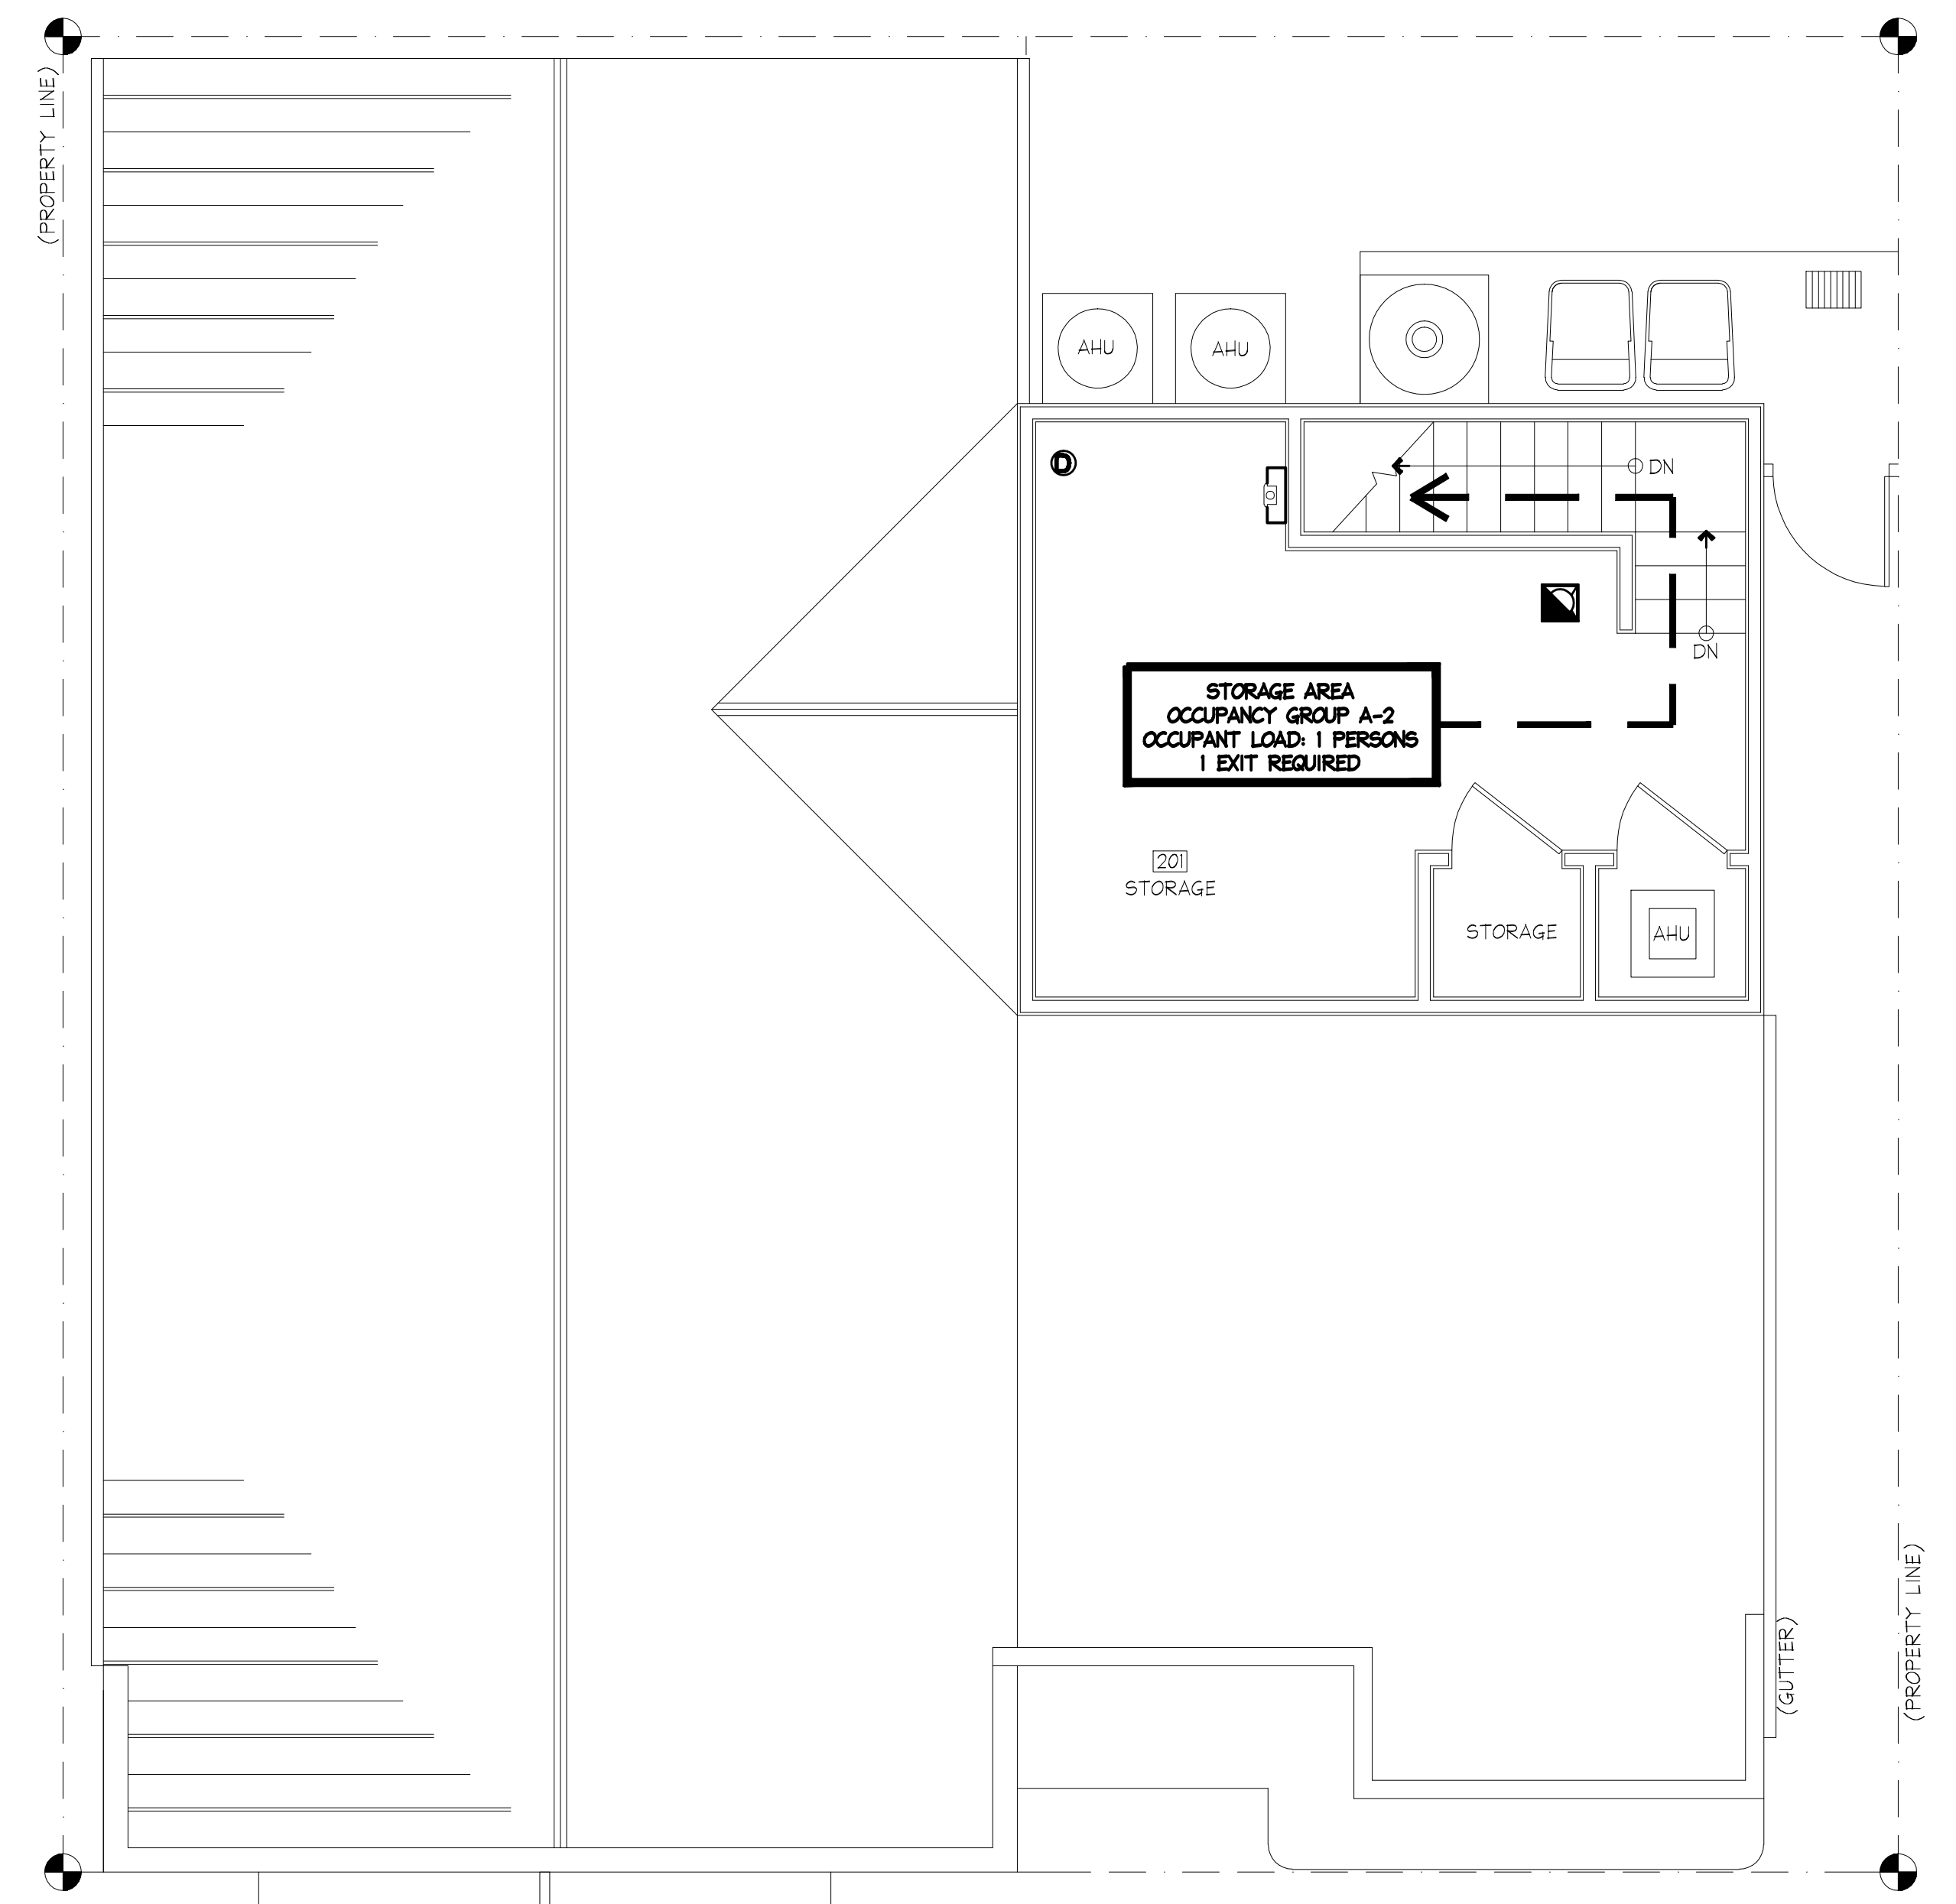 (PROPERTY LINE)
AHU
AHU
D
DN
DN
STORAGE AREA
OCCUPANCY GROUP A-2
OCCUPANT LOAD: 1 PERSONS
1 EXIT REQUIRED
201
STORAGE
STORAGE
AHU
(GUTTER)
(PROPERTY LINE)